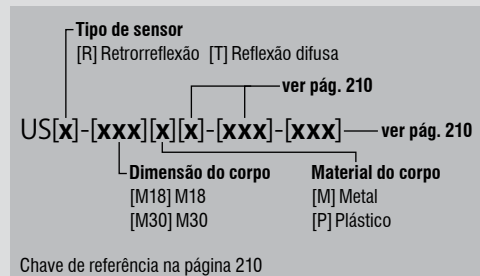 Tipo de sensor
[R] Retrorreflexão [T] Reflexão difusa
ver pág. 210
US[x]-[xxx][x][x]-[xxx]-[xxx] ver pág. 210
Dimensão do corpo Material do corpo
[M18] M18 [M] Metal
[M30] M30 [P] Plástico
Chave de referência na página 210